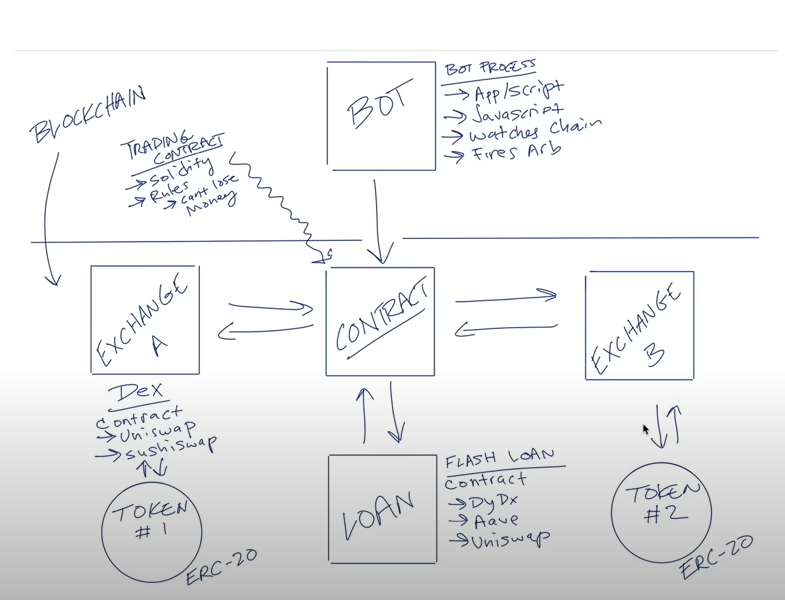 BOT
BOT PROCESS
→ App/Script
→ Javascript
→ Watches Chain
→ Fires Arb
BLOCKCHAIN
TRADING
CONTRACT
→ Solidity
→ Rules
→ Can't lose
Money
EXCHANGE
A
CONTRACT
EXCHANGE
B
Dex
Contract
→ Uniswap
→ Sushiswap
TOKEN
# 1
ERC-20
LOAN
FLASH LOAN
Contract
→ DyDx
→ Aave
→ Uniswap
TOKEN
#2
ERC-20